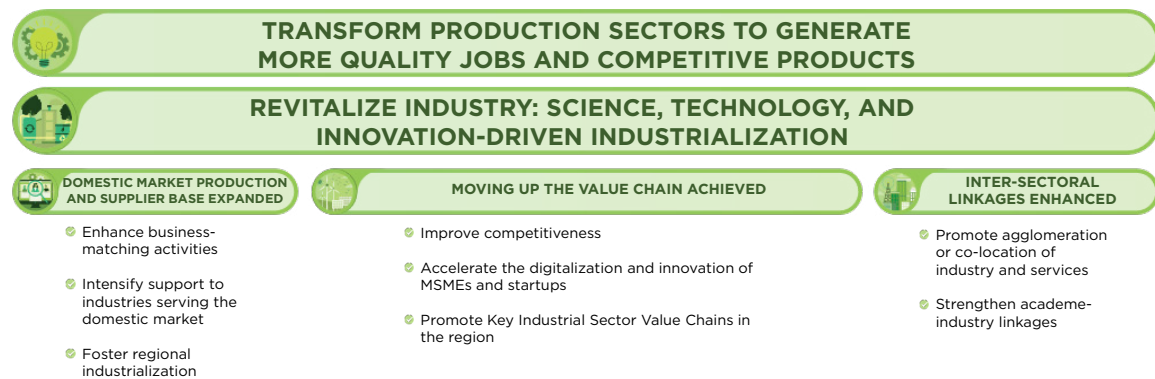 TRANSFORM PRODUCTION SECTORS TO GENERATE
MORE QUALITY JOBS AND COMPETITIVE PRODUCTS
REVITALIZE INDUSTRY: SCIENCE, TECHNOLOGY, AND
INNOVATION-DRIVEN INDUSTRIALIZATION
DOMESTIC MARKET PRODUCTION
AND SUPPLIER BASE EXPANDED
Enhance business-
matching activities
Intensify support to
industries serving the
domestic market
Foster regional
industrialization
MOVING UP THE VALUE CHAIN ACHIEVED
Improve competitiveness
Accelerate the digitalization and innovation of
MSMEs and startups
Promote Key Industrial Sector Value Chains in
the region
INTER-SECTORAL
LINKAGES ENHANCED
Promote agglomeration
or co-location of
industry and services
Strengthen academe-
industry linkages